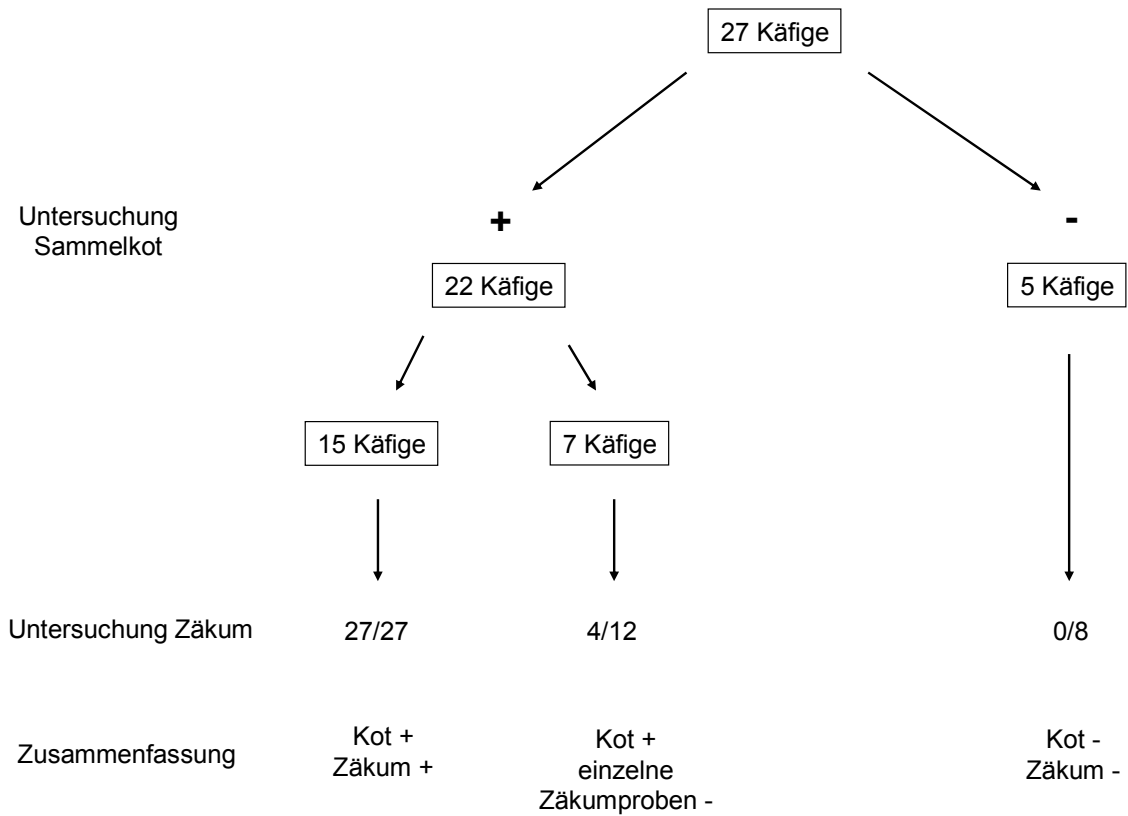 27 Käfige
Untersuchung
Sammelkot
+
-
22 Käfige
5 Käfige
15 Käfige
7 Käfige
Untersuchung Zäkum
27/27
4/12
0/8
Zusammenfassung
Kot +
Zäkum +
Kot +
einzelne
Zäkumproben -
Kot -
Zäkum -